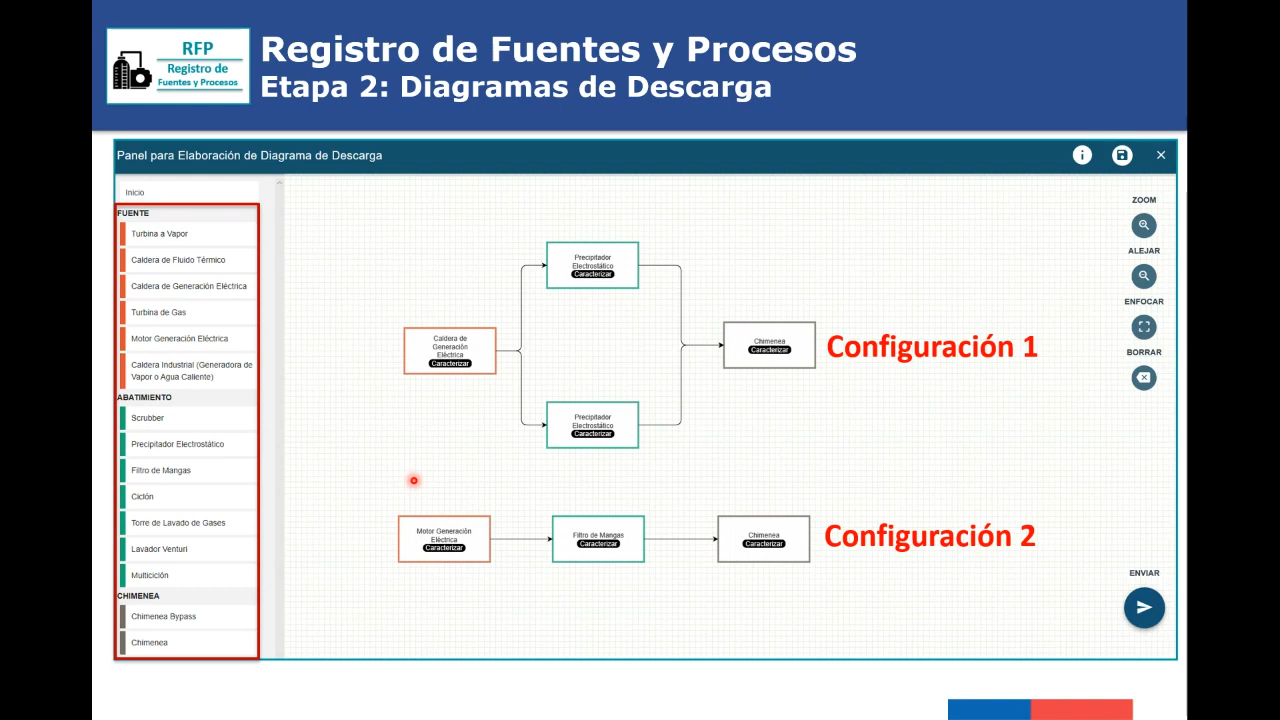 RFP
Registro de
Fuentes y Procesos
Registro de Fuentes y Procesos
Etapa 2: Diagramas de Descarga
Panel para Elaboración de Diagrama de Descarga
Inicio
FUENTE
Turbina a Vapor
Caldera de Fluido Térmico
Caldera de Generación Eléctrica
Turbina de Gas
Motor Generación Eléctrica
Caldera Industrial (Generadora de
Vapor o Agua Caliente)
ABATIMIENTO
Scrubber
Precipitador Electrostático
Filtro de Mangas
Ciclón
Torre de Lavado de Gases
Lavador Venturi
Multiciclón
CHIMENEA
Chimenea Bypass
Chimenea
Precipitador
Electrostático
Caracterizar
Caldera de
Generación
Eléctrica
Caracterizar
Chimenea
Caracterizar
Configuración 1
Precipitador
Electrostático
Caracterizar
Motor Generación
Eléctrica
Caracterizar
Filtro de Mangas
Caracterizar
Chimenea
Caracterizar
Configuración 2
ZOOM
ALEJAR
ENFOCAR
BORRAR
ENVIAR